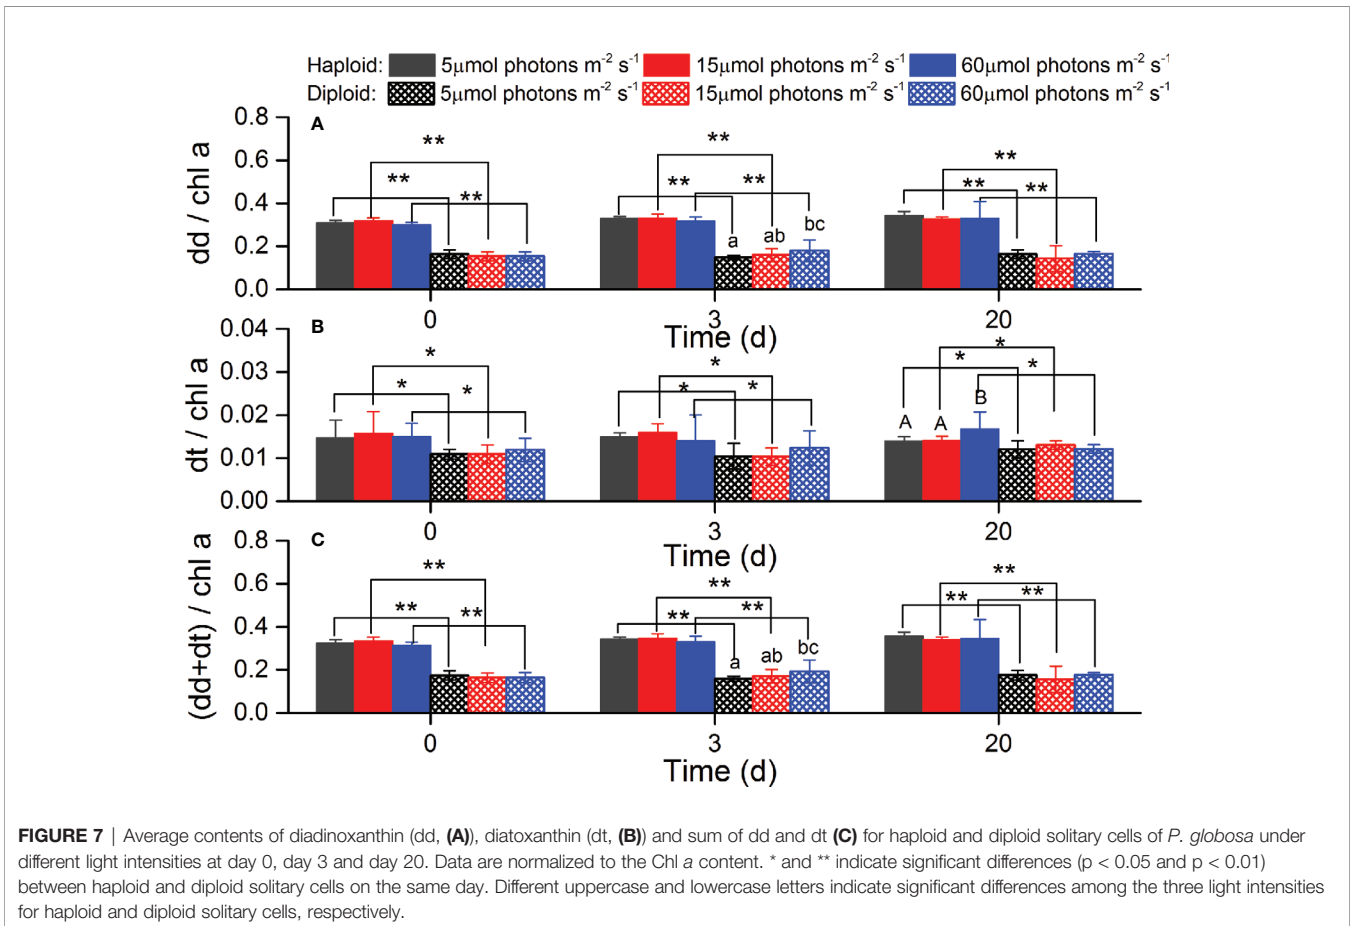 Haploid: 5μmol photons m-2 s-1 15μmol photons m-2 s-1 60μmol photons m-2 s-1
Diploid: 5μmol photons m-2 s-1 15μmol photons m-2 s-1 60μmol photons m-2 s-1
A
dd / chl a
0.8
0.6
0.4
0.2
0.0
** ** **
** ** **
** ** **
a ab bc
0 3 20
Time (d)
B
dt / chl a
0.04
0.03
0.02
0.01
0.00
* * *
* * *
* * *
A A B
0 3 20
Time (d)
C
(dd+dt) / chl a
0.8
0.6
0.4
0.2
0.0
** ** **
** ** **
** ** **
a ab bc
0 3 20
Time (d)
FIGURE 7 | Average contents of diadinoxanthin (dd, (A)), diatoxanthin (dt, (B)) and sum of dd and dt (C) for haploid and diploid solitary cells of P. globosa under
different light intensities at day 0, day 3 and day 20. Data are normalized to the Chl a content. * and ** indicate significant differences (p < 0.05 and p < 0.01)
between haploid and diploid solitary cells on the same day. Different uppercase and lowercase letters indicate significant differences among the three light intensities
for haploid and diploid solitary cells, respectively.